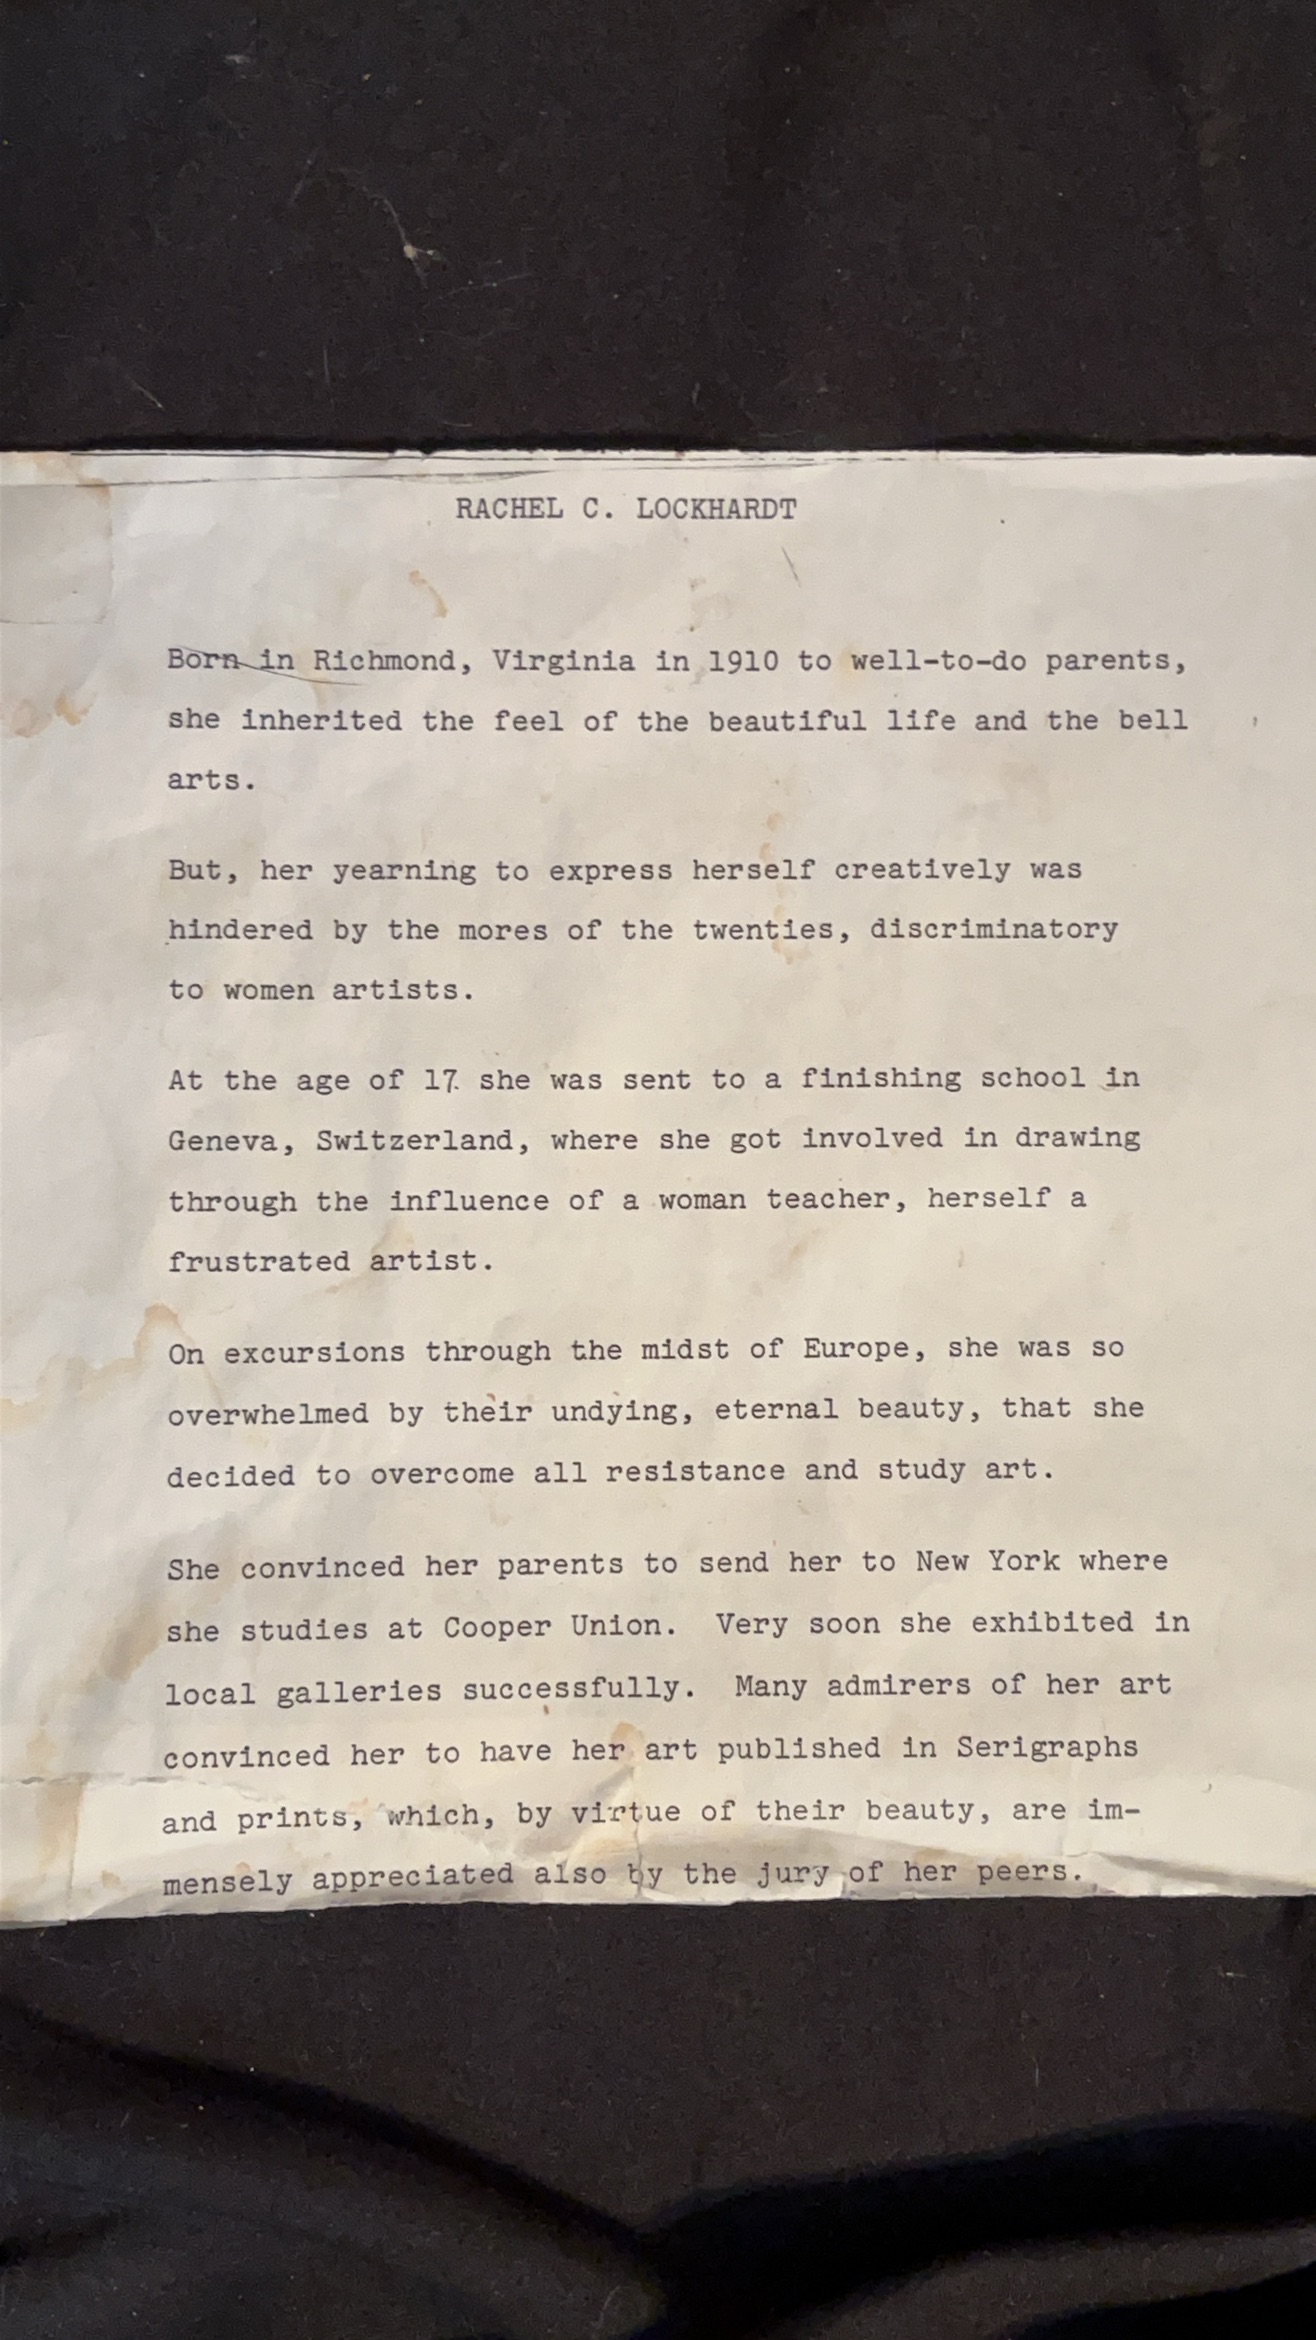 RACHEL C. LOCKHARDT
Born in Richmond, Virginia in 1910 to well-to-do parents,
she inherited the feel of the beautiful life and the bell
arts.
But, her yearning to express herself creatively was
hindered by the mores of the twenties, discriminatory
to women artists.
At the age of 17 she was sent to a finishing school in
Geneva, Switzerland, where she got involved in drawing
through the influence of a woman teacher, herself a
frustrated artist.
On excursions through the midst of Europe, she was so
overwhelmed by their undying, eternal beauty, that she
decided to overcome all resistance and study art.
She convinced her parents to send her to New York where
she studies at Cooper Union. Very soon she exhibited in
local galleries successfully. Many admirers of her art
convinced her to have her art published in Serigraphs
and prints, which, by virtue of their beauty, are im-
mensely appreciated also by the jury of her peers.